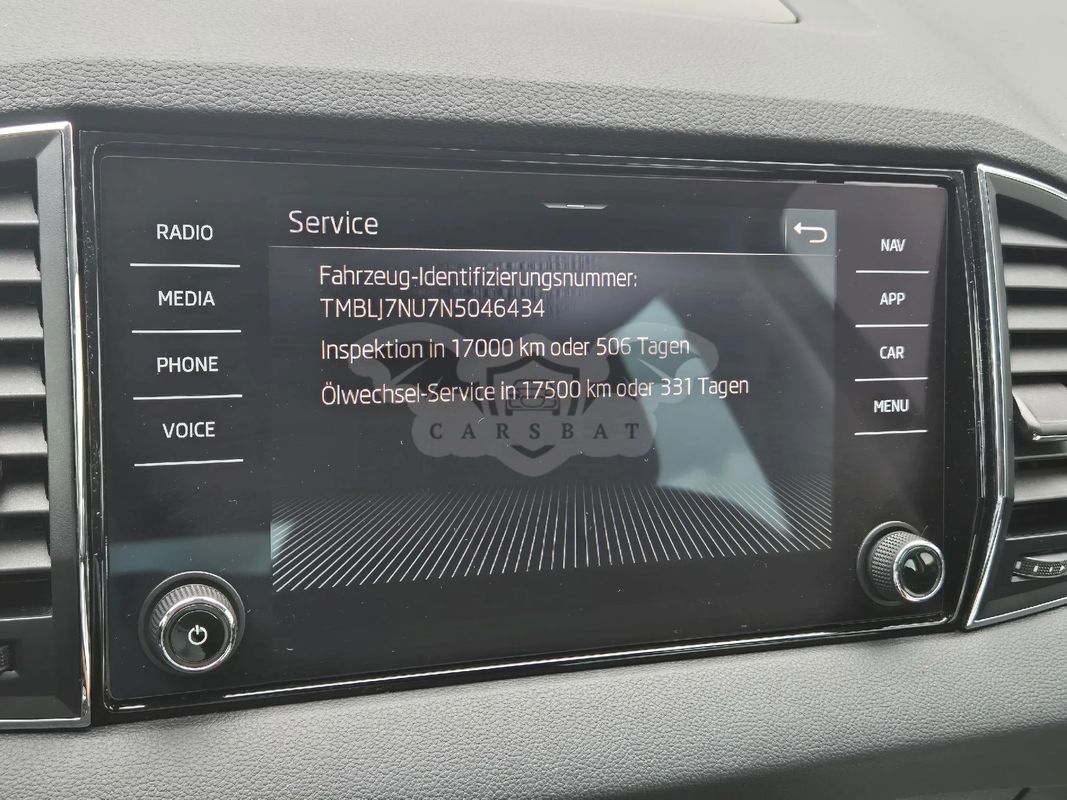 Service
RADIO
MEDIA
PHONE
VOICE
Fahrzeug-Identifizierungsnummer:
TMBLJ7NU7N5046434
Inspektion in 17000 km oder 506 Tagen
Ölwechsel-Service in 17500 km oder 331 Tagen
CARSBAT
NAV
APP
CAR
MENU